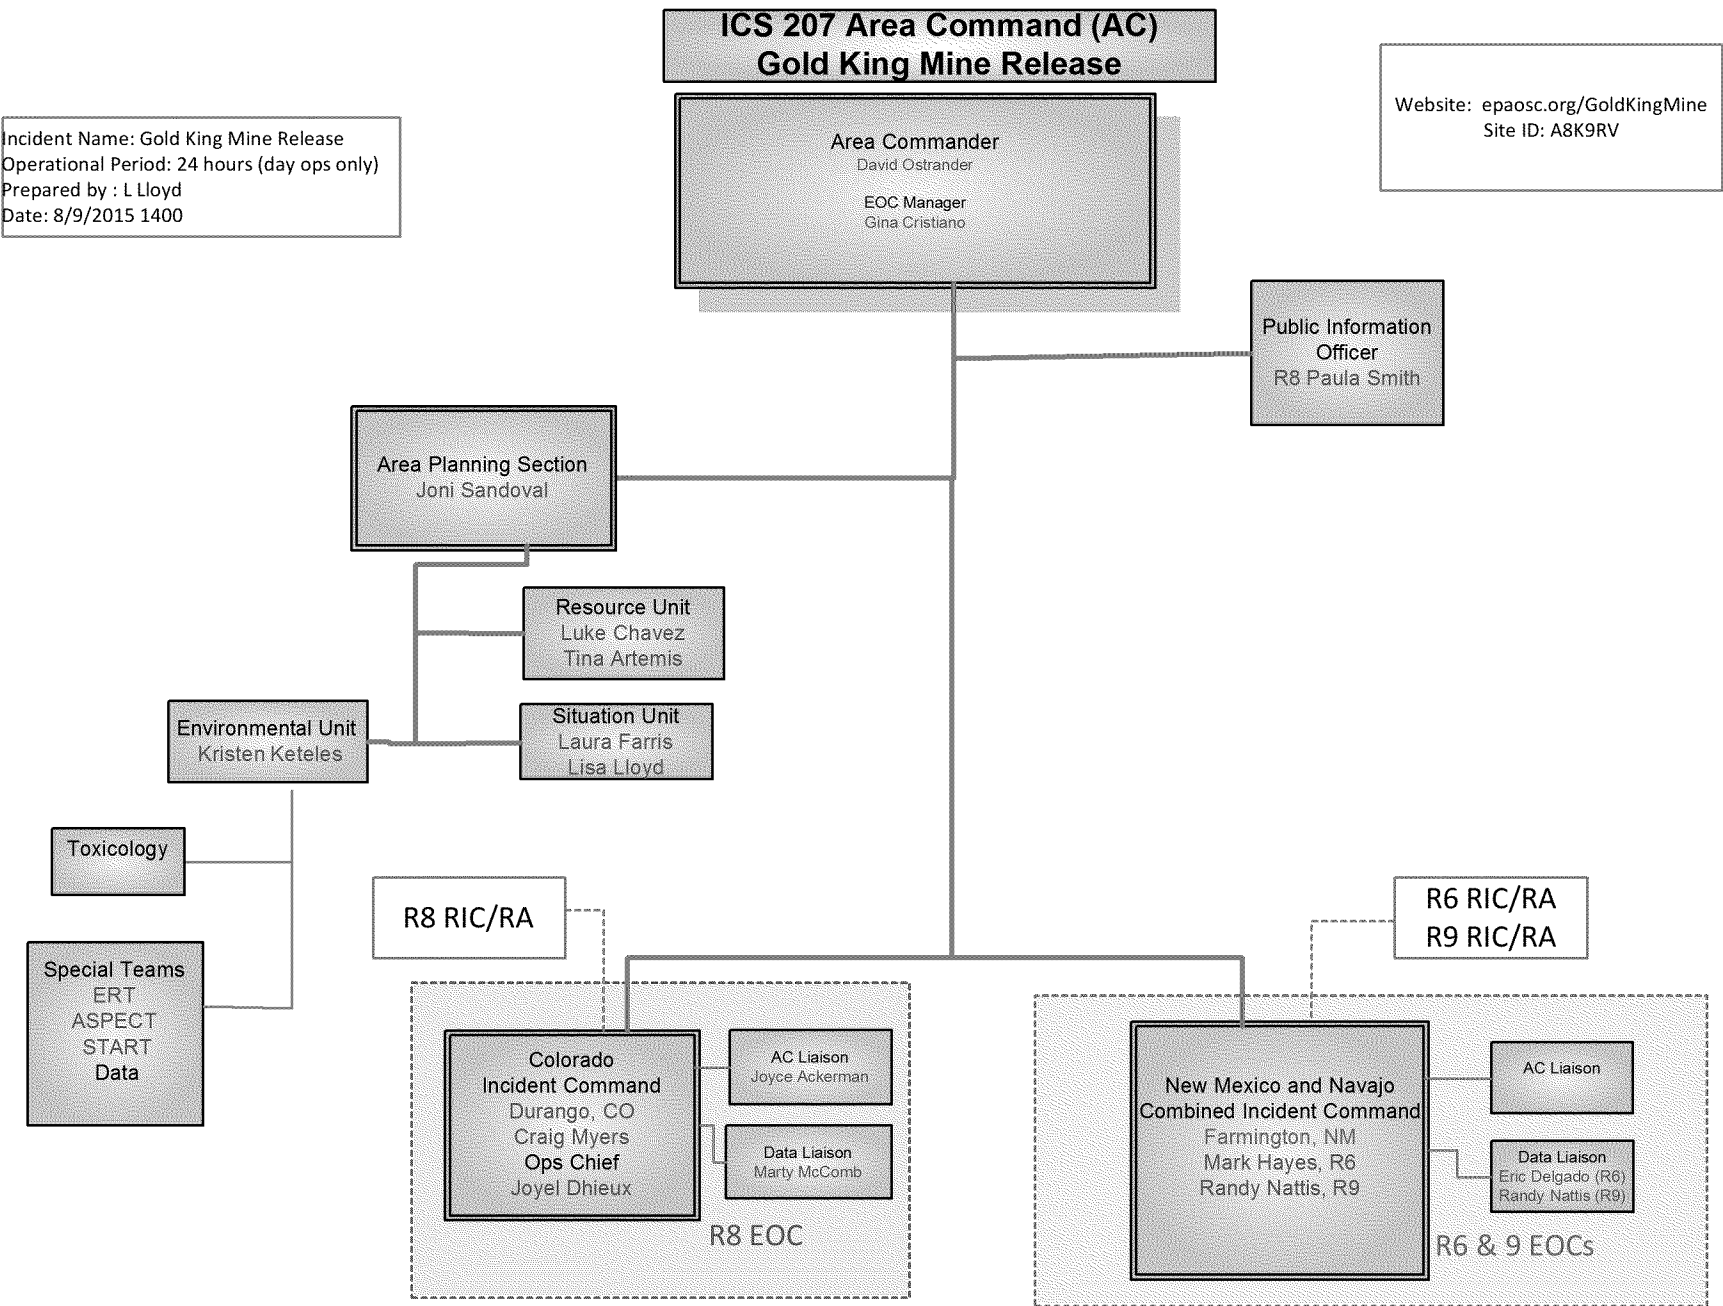 ICS 207 Area Command (AC)
Gold King Mine Release
Website: epaosc.org/GoldKingMine
Site ID: A8K9RV
Incident Name: Gold King Mine Release
Operational Period: 24 hours (day ops only)
Prepared by : L Lloyd
Date: 8/9/2015 1400
Area Commander
David Ostrander
EOC Manager
Gina Cristiano
Public Information
Officer
R8 Paula Smith
Area Planning Section
Joni Sandoval
Resource Unit
Luke Chavez
Tina Artemis
Environmental Unit
Kristen Keteles
Situation Unit
Laura Farris
Lisa Lloyd
Toxicology
Special Teams
ERT
ASPECT
START
Data
R8 RIC/RA
R6 RIC/RA
R9 RIC/RA
Colorado
Incident Command
Durango, CO
Craig Myers
Ops Chief
Joyel Dhieux
AC Liaison
Joyce Ackerman
Data Liaison
Marty McComb
R8 EOC
New Mexico and Navajo
Combined Incident Command
Farmington, NM
Mark Hayes, R6
Randy Nattis, R9
AC Liaison
Data Liaison
Eric Delgado (R6)
Randy Nattis (R9)
R6 & 9 EOCs